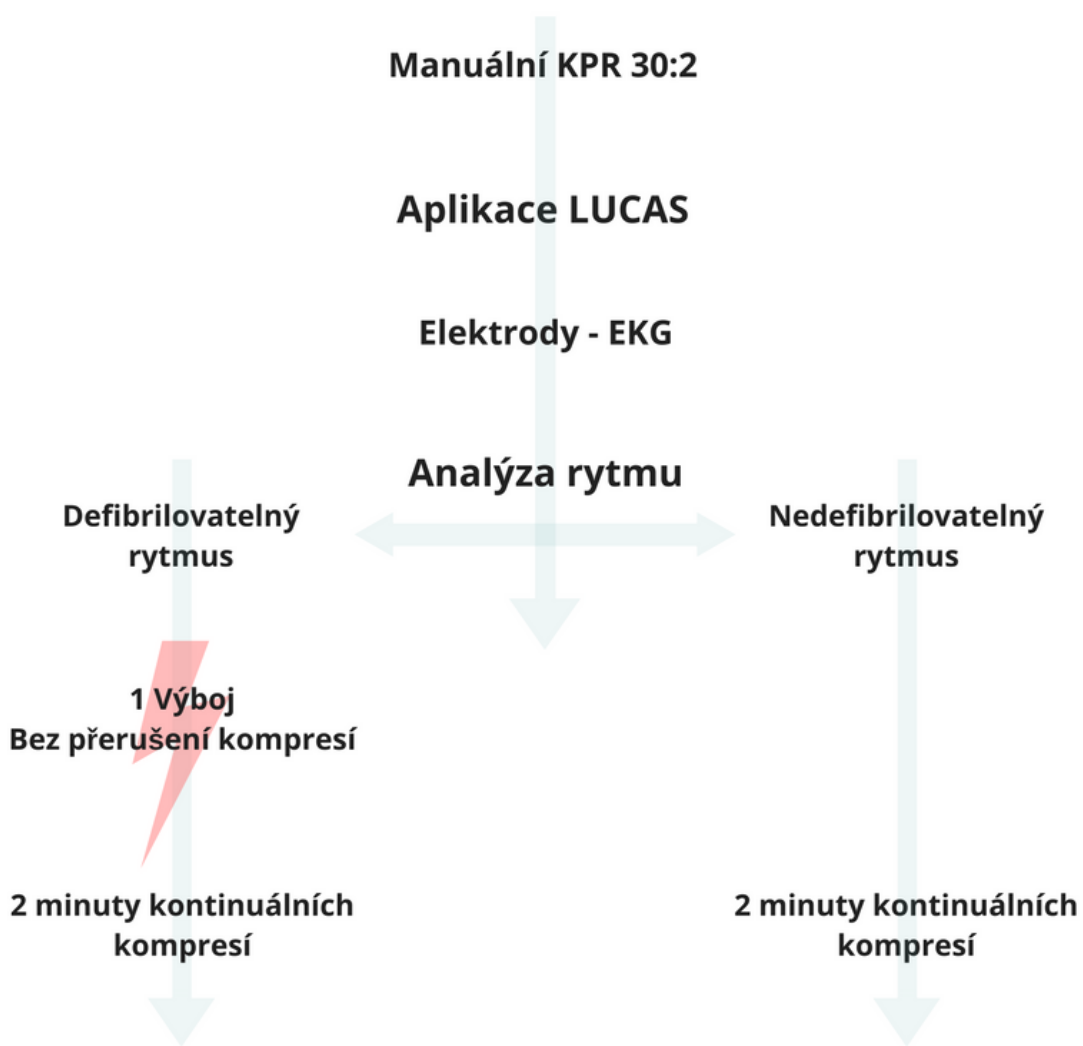 Manuální KPR 30:2
Aplikace LUCAS
Elektrody - EKG
Analýza rytmu
Defibrilovatelný
rytmus
Nedefibrilovatelný
rytmus
1 Výboj
Bez přerušení kompresí
2 minuty kontinuálních
kompresí
2 minuty kontinuálních
kompresí